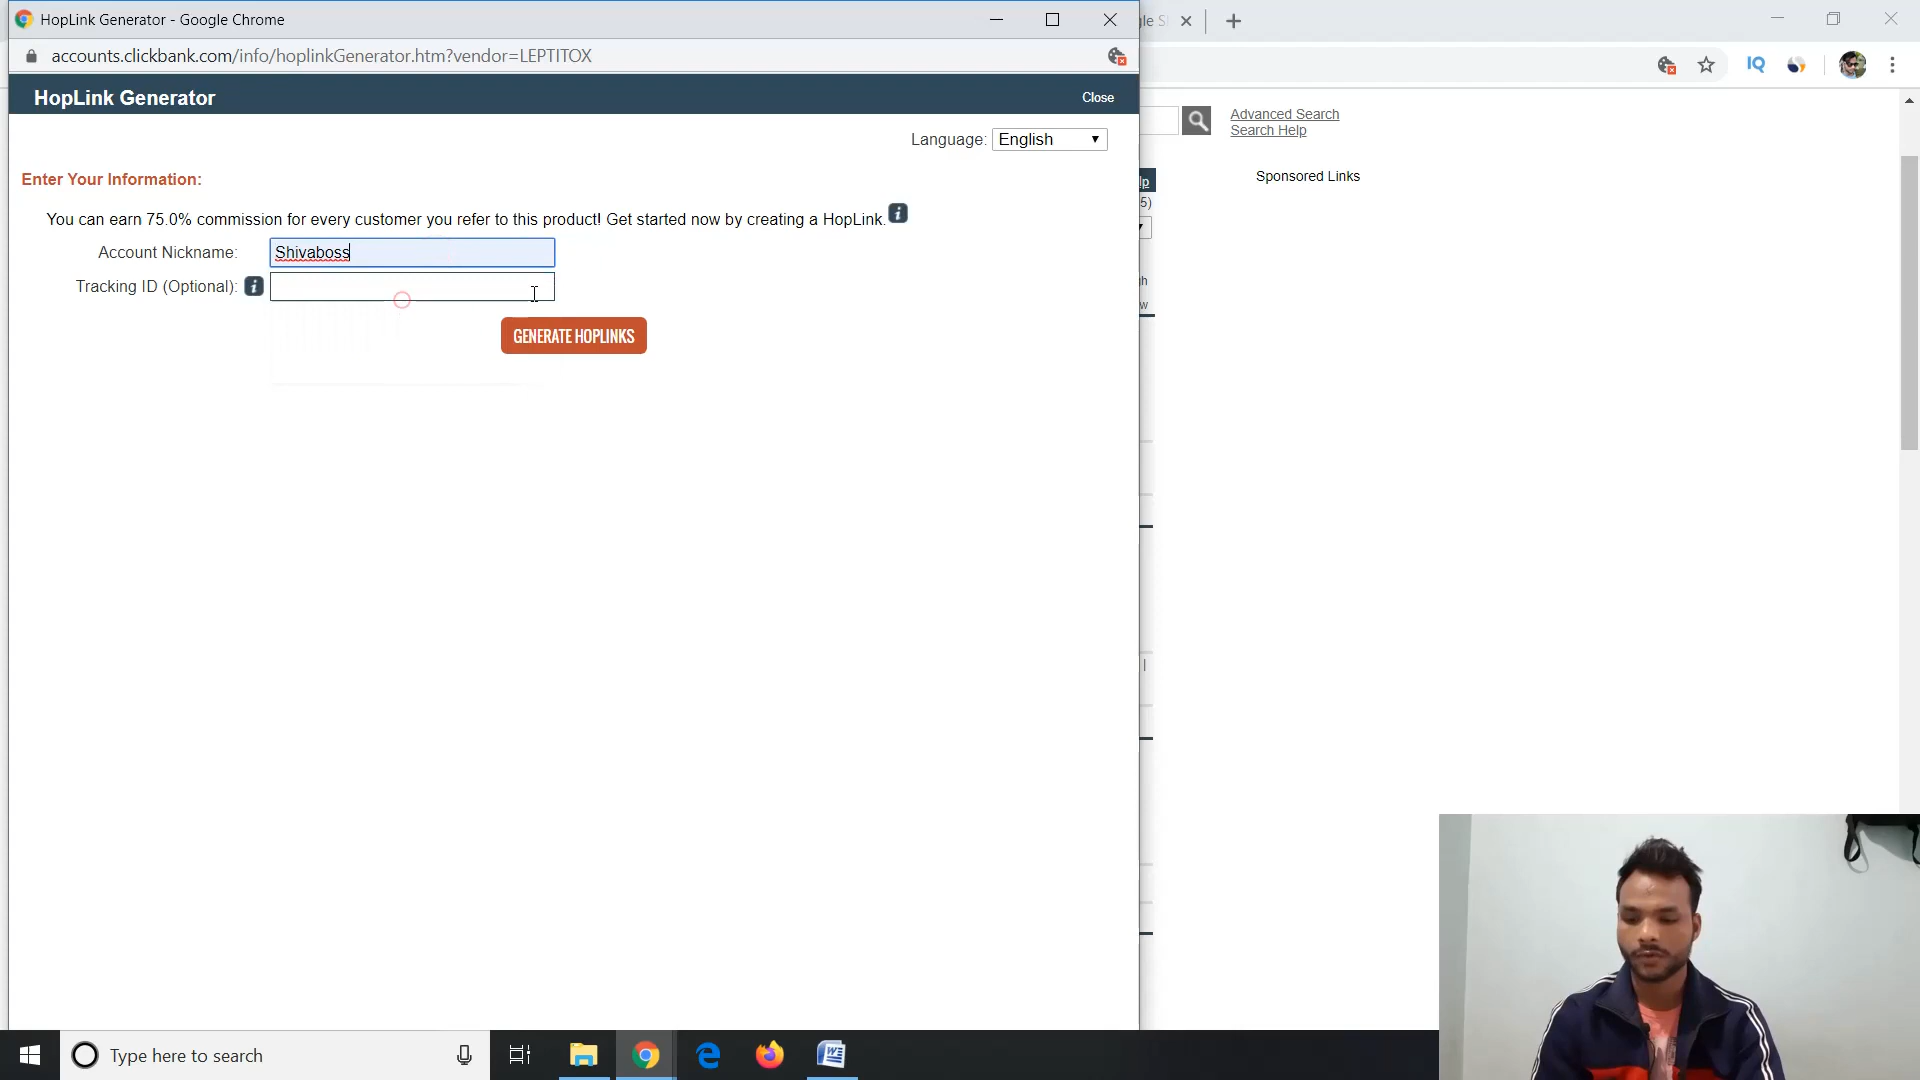 HopLink Generator - Google Chrome
accounts.clickbank.com/info/hoplinkGenerator.htm?vendor=LEPTITOX
HopLink Generator
Close
Language: English
Enter Your Information:
You can earn 75.0% commission for every customer you refer to this product! Get started now by creating a HopLink.
Account Nickname: Shivaboss
Tracking ID (Optional):
GENERATE HOPLINKS
IQ
Advanced Search
Search Help
Sponsored Links
5)
Type here to search